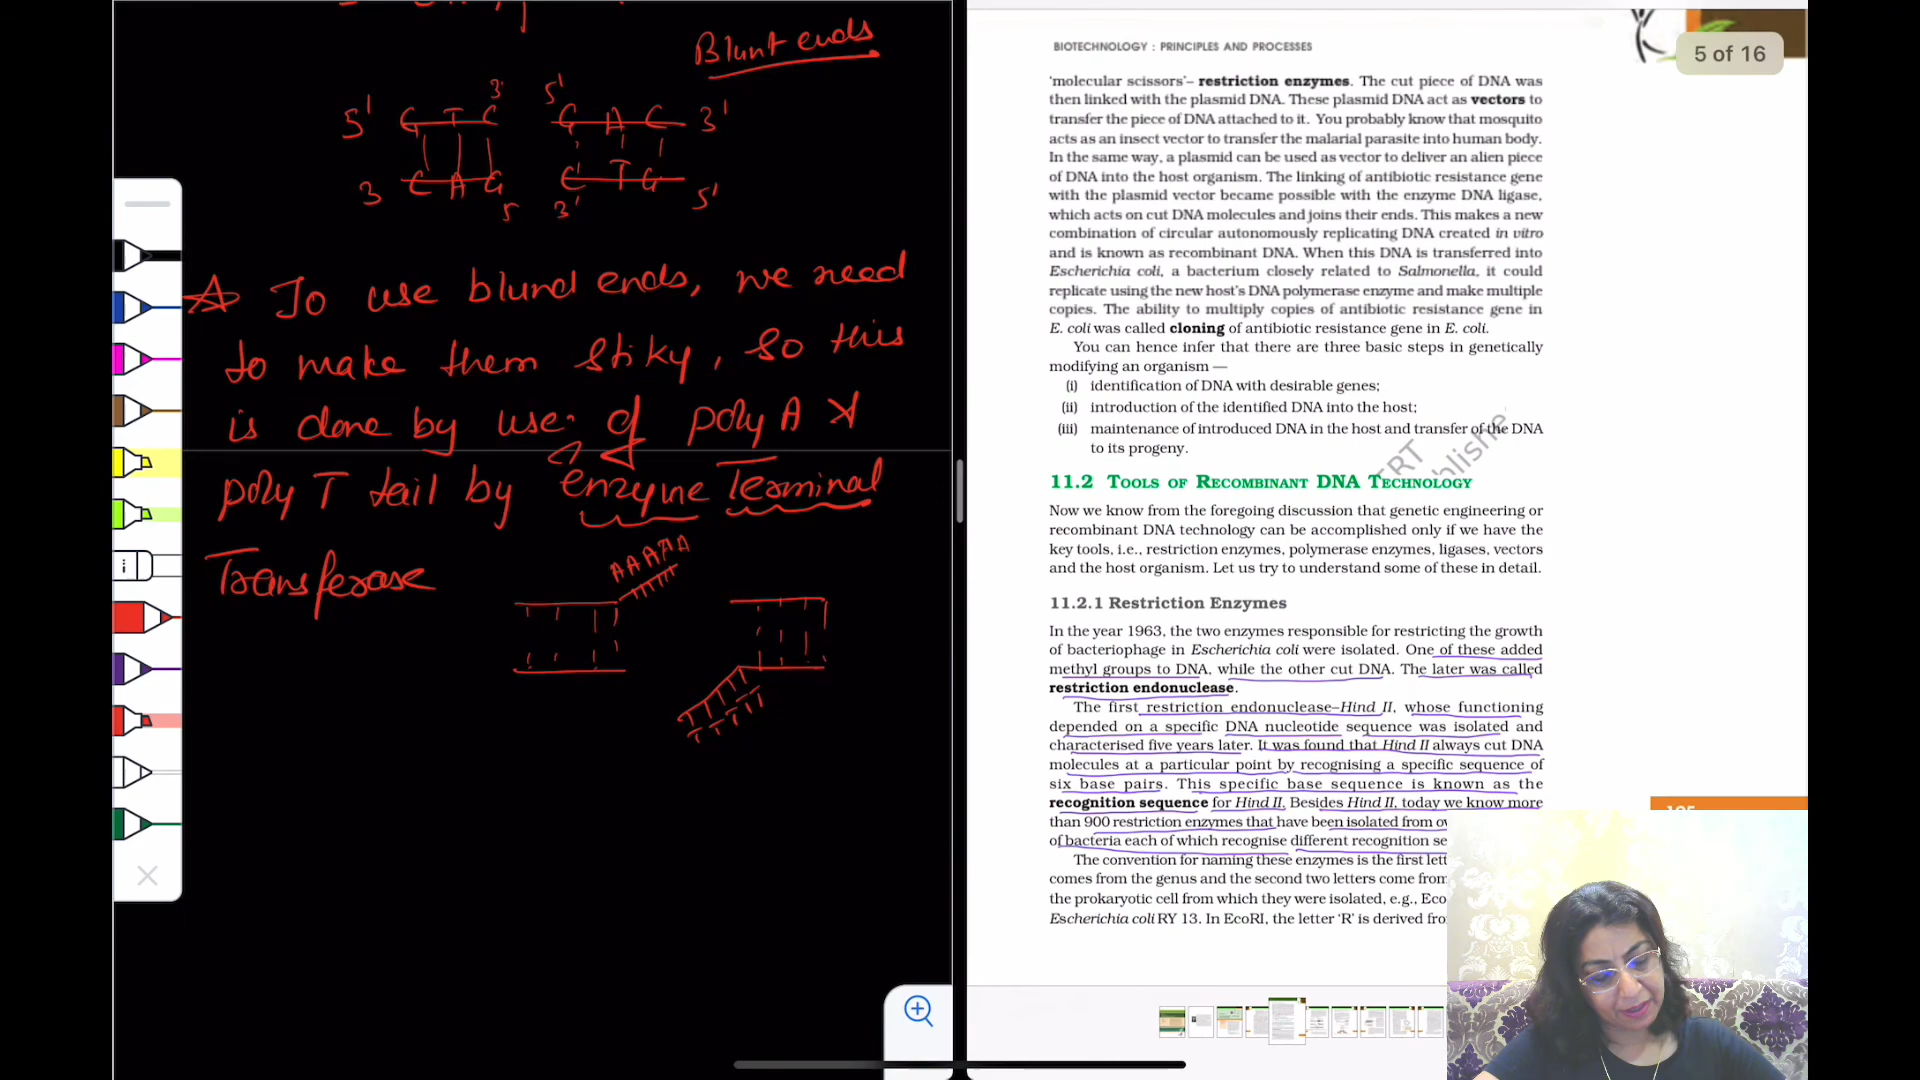 Blunt ends
5' G T C 3' 5' G A C 3'
3 C A G 5 3' C T G 5'
☆ To use blund ends, we need
to make them stiky, so this
is done by use of poly A &
poly T tail by enzyne Terminal
Transferase
AAAAA
TTTTT
BIOTECHNOLOGY : PRINCIPLES AND PROCESSES
5 of 16
'molecular scissors'– restriction enzymes. The cut piece of DNA was
then linked with the plasmid DNA. These plasmid DNA act as vectors to
transfer the piece of DNA attached to it. You probably know that mosquito
acts as an insect vector to transfer the malarial parasite into human body.
In the same way, a plasmid can be used as vector to deliver an alien piece
of DNA into the host organism. The linking of antibiotic resistance gene
with the plasmid vector became possible with the enzyme DNA ligase,
which acts on cut DNA molecules and joins their ends. This makes a new
combination of circular autonomously replicating DNA created in vitro
and is known as recombinant DNA. When this DNA is transferred into
Escherichia coli, a bacterium closely related to Salmonella, it could
replicate using the new host's DNA polymerase enzyme and make multiple
copies. The ability to multiply copies of antibiotic resistance gene in
E. coli was called cloning of antibiotic resistance gene in E. coli.
You can hence infer that there are three basic steps in genetically
modifying an organism —
(i) identification of DNA with desirable genes;
(ii) introduction of the identified DNA into the host;
(iii) maintenance of introduced DNA in the host and transfer of the DNA
to its progeny.
11.2 TOOLS OF RECOMBINANT DNA TECHNOLOGY
Now we know from the foregoing discussion that genetic engineering or
recombinant DNA technology can be accomplished only if we have the
key tools, i.e., restriction enzymes, polymerase enzymes, ligases, vectors
and the host organism. Let us try to understand some of these in detail.
11.2.1 Restriction Enzymes
In the year 1963, the two enzymes responsible for restricting the growth
of bacteriophage in Escherichia coli were isolated. One of these added
methyl groups to DNA, while the other cut DNA. The later was called
restriction endonuclease.
The first restriction endonuclease–Hind II, whose functioning
depended on a specific DNA nucleotide sequence was isolated and
characterised five years later. It was found that Hind II always cut DNA
molecules at a particular point by recognising a specific sequence of
six base pairs. This specific base sequence is known as the
recognition sequence for Hind II. Besides Hind II, today we know more
than 900 restriction enzymes that have been isolated from ov
of bacteria each of which recognise different recognition se
The convention for naming these enzymes is the first lett
comes from the genus and the second two letters come from
the prokaryotic cell from which they were isolated, e.g., Eco
Escherichia coli RY 13. In EcoRI, the letter 'R' is derived fro